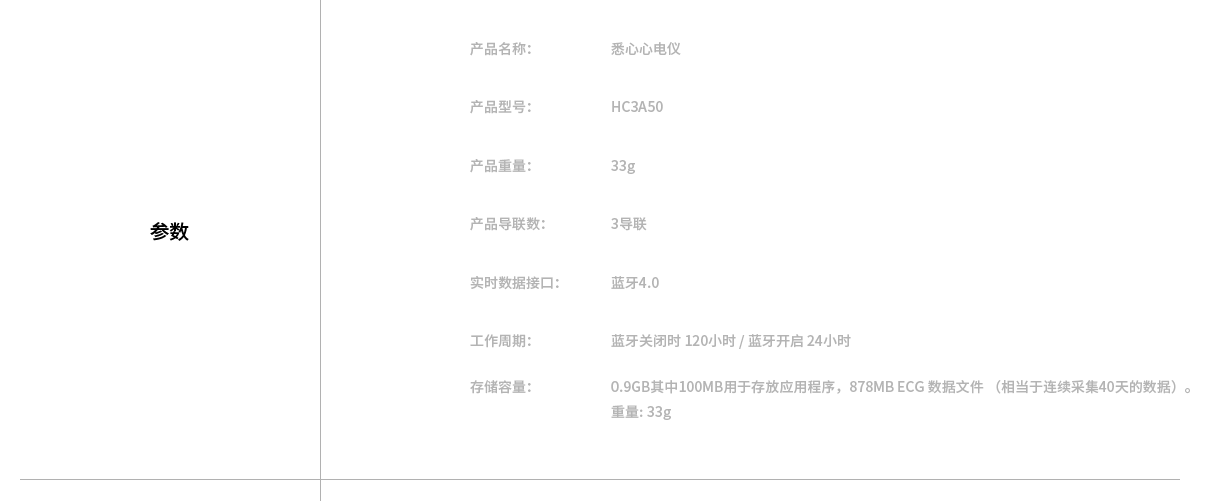 产品名称： 悉心心电仪
产品型号： HC3A50
产品重量： 33g
产品导联数： 3导联
参数
实时数据接口： 蓝牙4.0
工作周期： 蓝牙关闭时 120小时 / 蓝牙开启 24小时
存储容量： 0.9GB其中100MB用于存放应用程序，878MB ECG 数据文件 （相当于连续采集40天的数据）。
重量: 33g